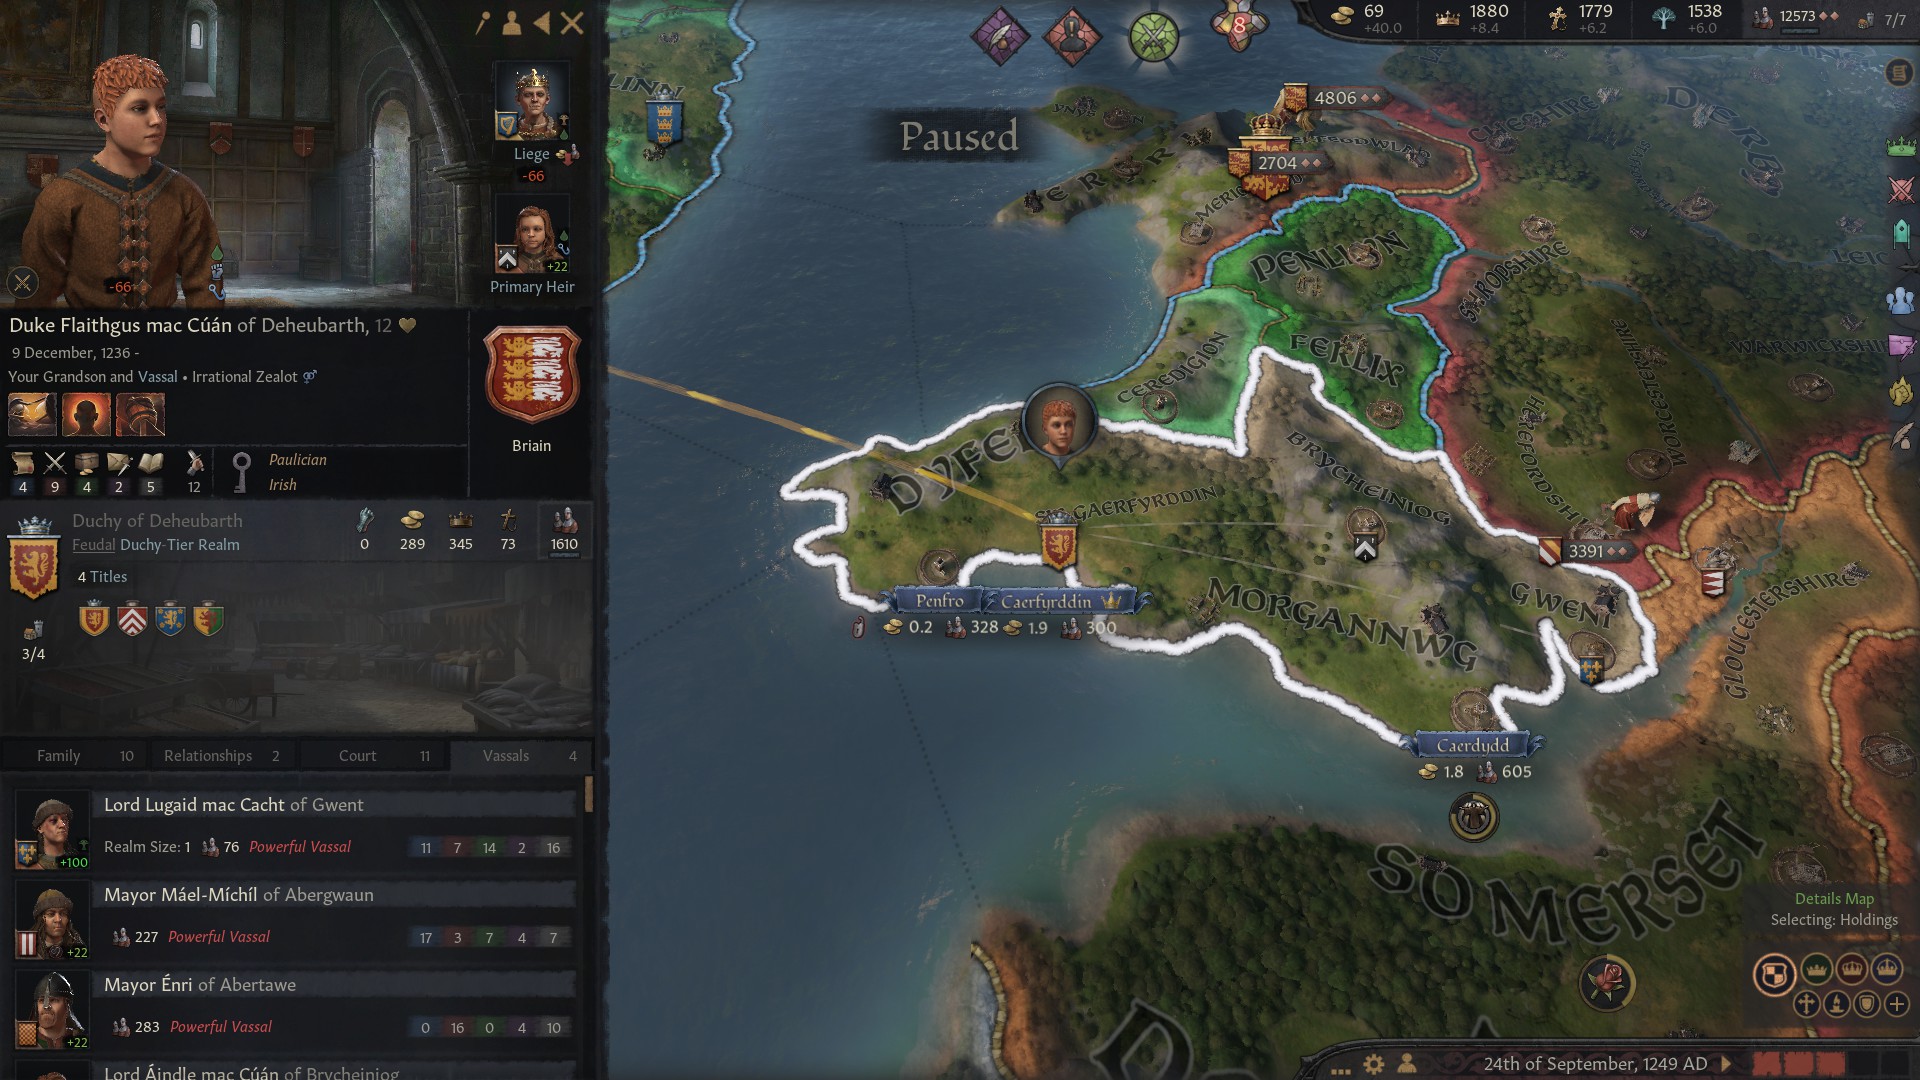 69
+40.0
1880
+8.4
1779
+6.2
1538
+6.0
12573
7/7
8
Paused
Liege
-66
+22
Primary Heir
-66
Duke Flaithgus mac Cúán of Deheubarth, 12
9 December, 1236 -
Your Grandson and Vassal • Irrational Zealot
Briain
4
9
4
2
5
12
Paulician
Irish
Duchy of Deheubarth
Feudal Duchy-Tier Realm
0
289
345
73
1610
4 Titles
3/4
Family 10
Relationships 2
Court 11
Vassals 4
Lord Lugaid mac Cacht of Gwent
Realm Size: 1 76 Powerful Vassal
11 7 14 2 16
+100
Mayor Máel-Míchíl of Abergwaun
227 Powerful Vassal
17 3 7 4 7
+22
Mayor Énri of Abertawe
283 Powerful Vassal
0 16 0 4 10
+22
Lord Áindle mac Cúán of Brycheiniog
4806
2704
3391
YNYS
CHESHIRE
PENLLYN
SHROPSHIRE
FERLIX
CEREDIGION
WARWICKSHI
WORCESTER
HEREFORDSHI
BRYCHEINIOG
GAERFYRDDIN
MORGANNWG
GWENT
GLOUCESTERSHIRE
SOMERSET
Penfro
0.2 328
Caerfyrddin
1.9 300
Caerdydd
1.8 605
Details Map
Selecting: Holdings
24th of September, 1249 AD